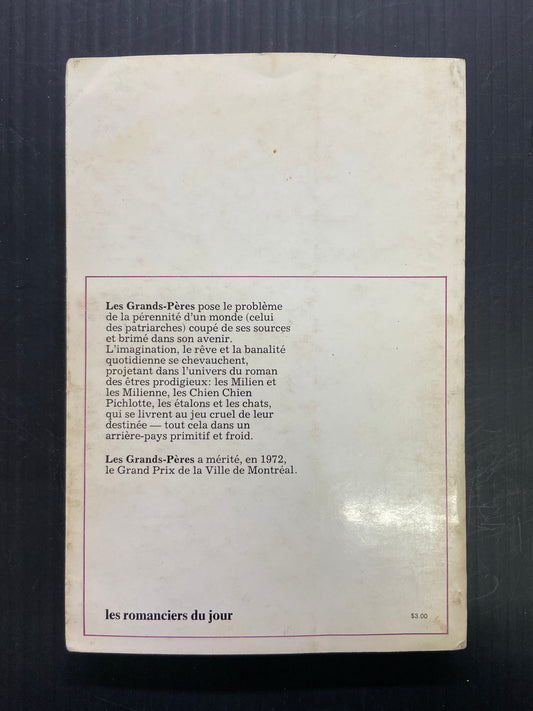 Les Grands-Pères pose le problème
de la pérennité d'un monde (celui
des patriarches) coupé de ses sources
et brimé dans son avenir.
L'imagination, le rêve et la banalité
quotidienne se chevauchent,
projetant dans l'univers du roman
des êtres prodigieux: les Milien et
les Milienne, les Chien Chien
Pichlotte, les étalons et les chats,
qui se livrent au jeu cruel de leur
destinée — tout cela dans un
arrière-pays primitif et froid.
Les Grands-Pères a mérité, en 1972,
le Grand Prix de la Ville de Montréal.
les romanciers du jour
$3.00